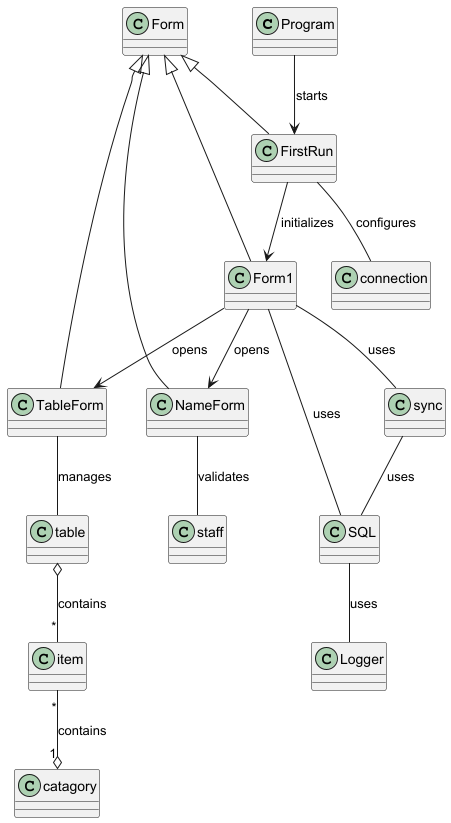 C Form
C Program
starts
C FirstRun
initializes
configures
C Form1
C connection
opens
opens
uses
C TableForm
C NameForm
C sync
uses
manages
validates
uses
C table
C staff
C SQL
contains
uses
*
C item
C Logger
*
contains
1
C catagory